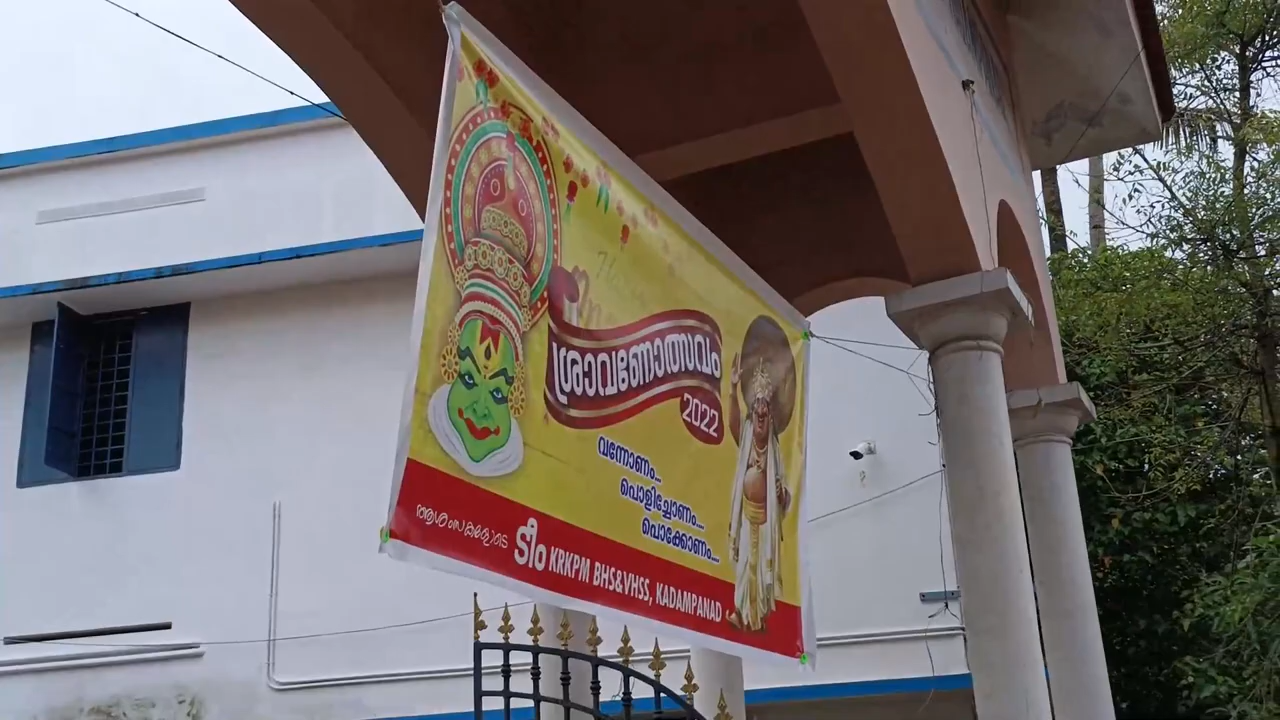 ശ്രാവണോത്സവം
2022
വന്നോണം...
പൊളിച്ചോണം....
പൊക്കോണം....
ആശംസകളോടെ ടീം KRKPM BHS&VHSS, KADAMPANAD